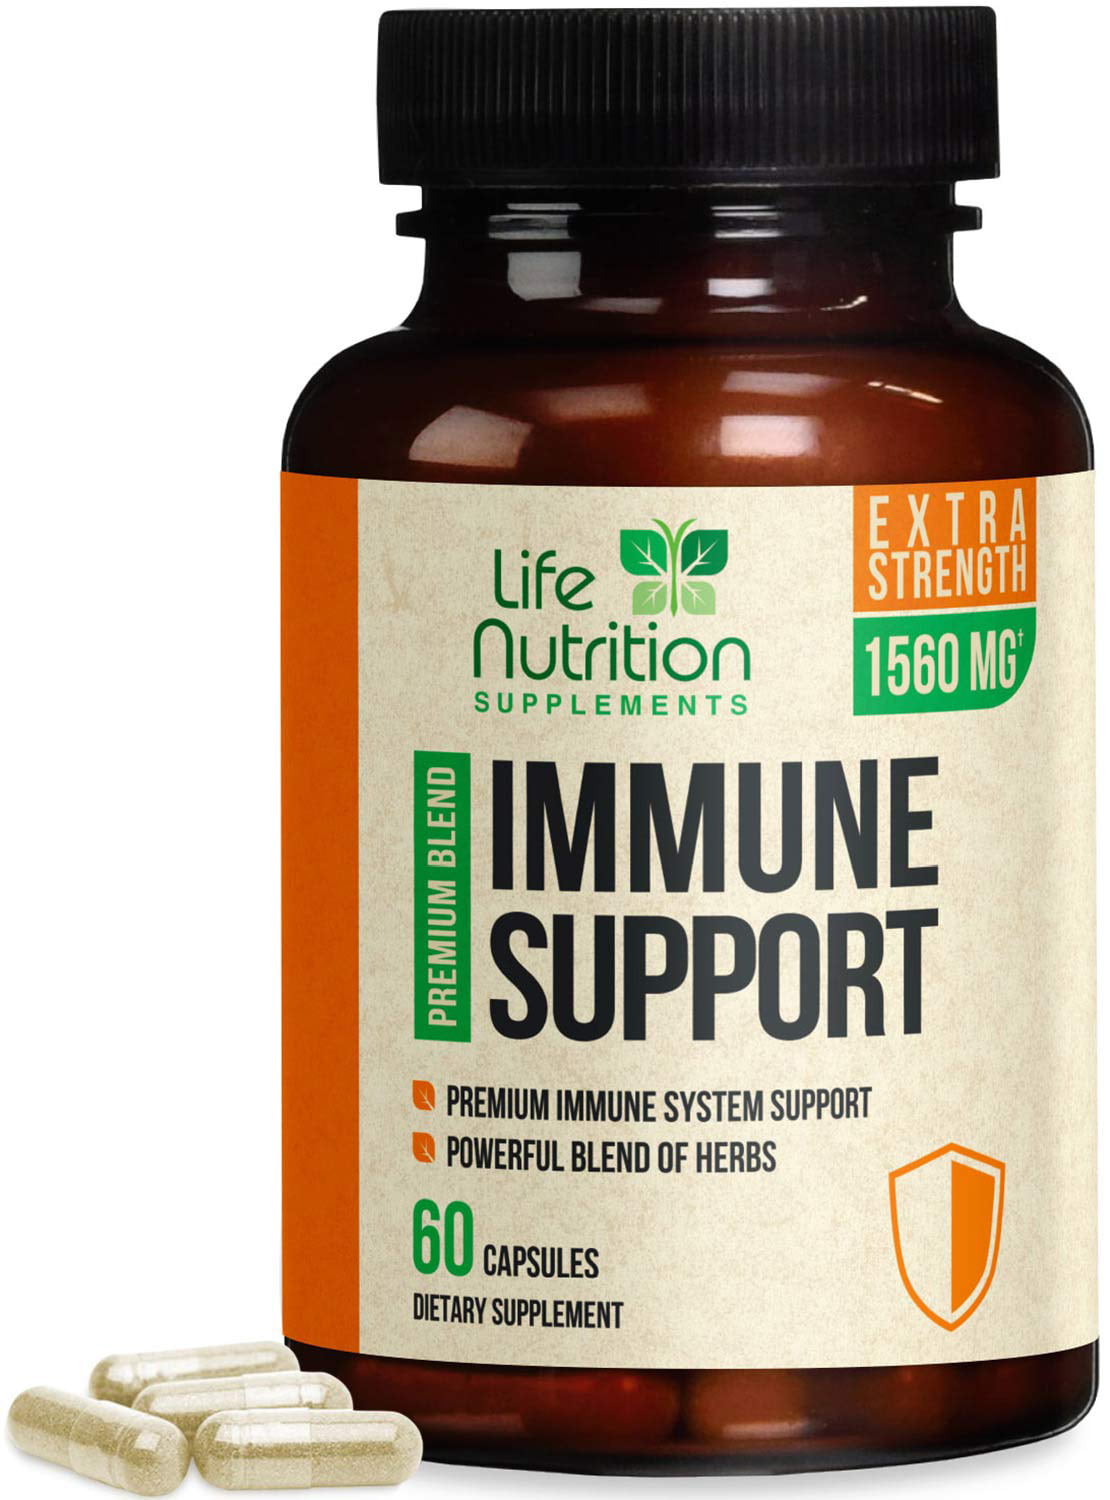 Life
Nutrition
SUPPLEMENTS
EXTRA
STRENGTH
1560 MG†
PREMIUM BLEND
IMMUNE
SUPPORT
PREMIUM IMMUNE SYSTEM SUPPORT
POWERFUL BLEND OF HERBS
60 CAPSULES
DIETARY SUPPLEMENT